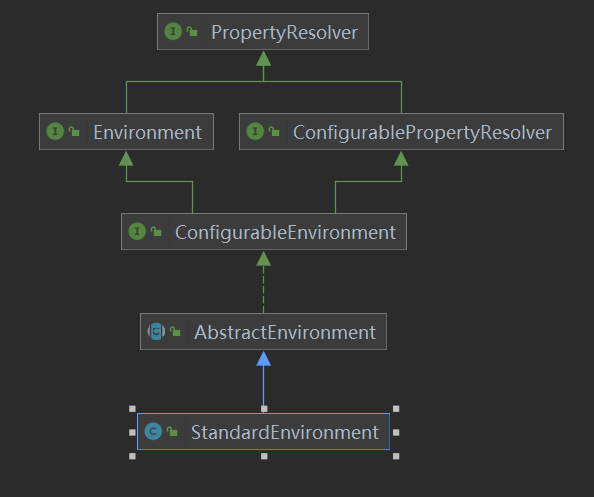 PropertyResolver
Environment
ConfigurablePropertyResolver
ConfigurableEnvironment
AbstractEnvironment
StandardEnvironment